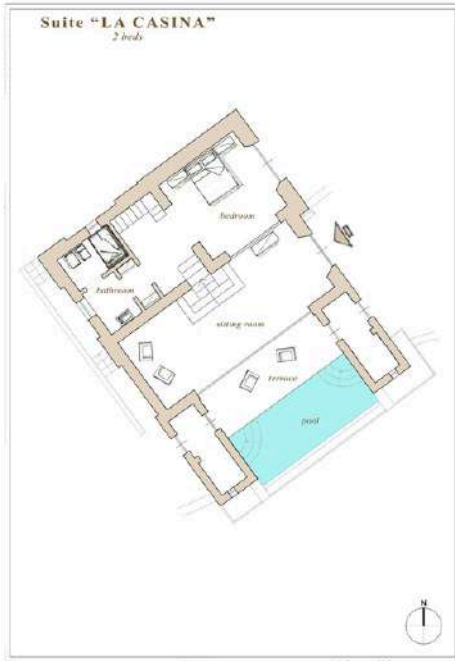 Suite “LA CASINA”
2 beds
bedroom
bathroom
sitting room
terrace
pool
N